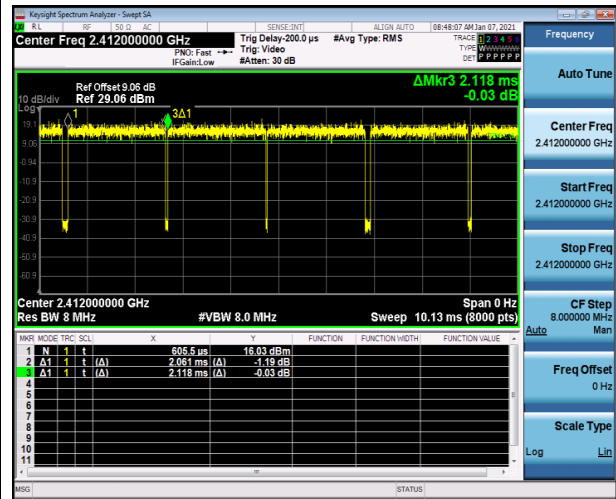 Keysight Spectrum Analyzer - Swept SA
RL RF 50 Ω AC SENSE:INT ALIGN AUTO 08:48:07 AM Jan 07, 2021
Center Freq 2.412000000 GHz
PNO: Fast
IFGain:Low
Trig Delay-200.0 µs
Trig: Video
#Atten: 30 dB
#Avg Type: RMS
TRACE 1 2 3 4 5 6
TYPE W
DET P P P P P P
Ref Offset 9.06 dB
10 dB/div Ref 29.06 dBm
ΔMkr3 2.118 ms
-0.03 dB
Log
1
3Δ1
19.1
9.06
-0.94
-10.9
-20.9
-30.9
-40.9
-50.9
-60.9
Center 2.412000000 GHz Span 0 Hz
Res BW 8 MHz #VBW 8.0 MHz Sweep 10.13 ms (8000 pts)
MKR MODE TRC SCL X Y FUNCTION FUNCTION WIDTH FUNCTION VALUE
1 N 1 t 605.5 µs 16.03 dBm
2 Δ1 1 t (Δ) 2.061 ms (Δ) -1.19 dB
3 Δ1 1 t (Δ) 2.118 ms (Δ) -0.03 dB
4
5
6
7
8
9
10
11
MSG STATUS
Frequency
Auto Tune
Center Freq
2.412000000 GHz
Start Freq
2.412000000 GHz
Stop Freq
2.412000000 GHz
CF Step
8.000000 MHz
Auto Man
Freq Offset
0 Hz
Scale Type
Log Lin